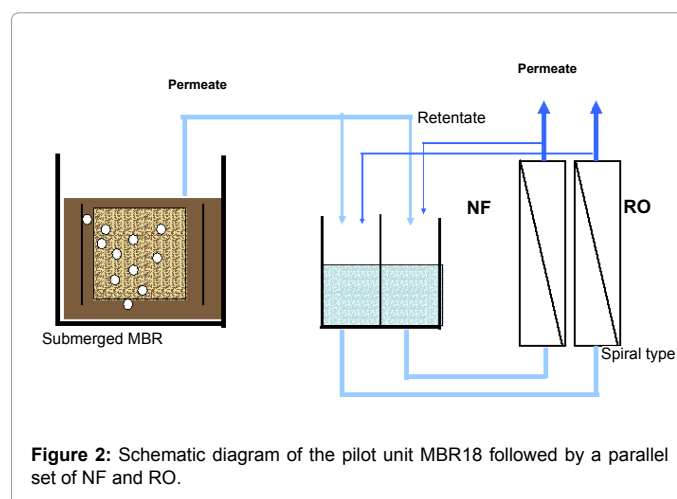 Permeate
Permeate
Retentate
NF
RO
Submerged MBR
Spiral type
Figure 2: Schematic diagram of the pilot unit MBR18 followed by a parallel
set of NF and RO.